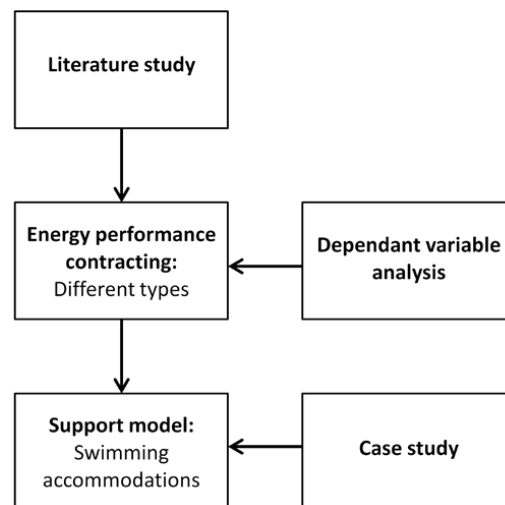 Literature study
Energy performance
contracting:
Different types
Dependant variable
analysis
Support model:
Swimming
accommodations
Case study